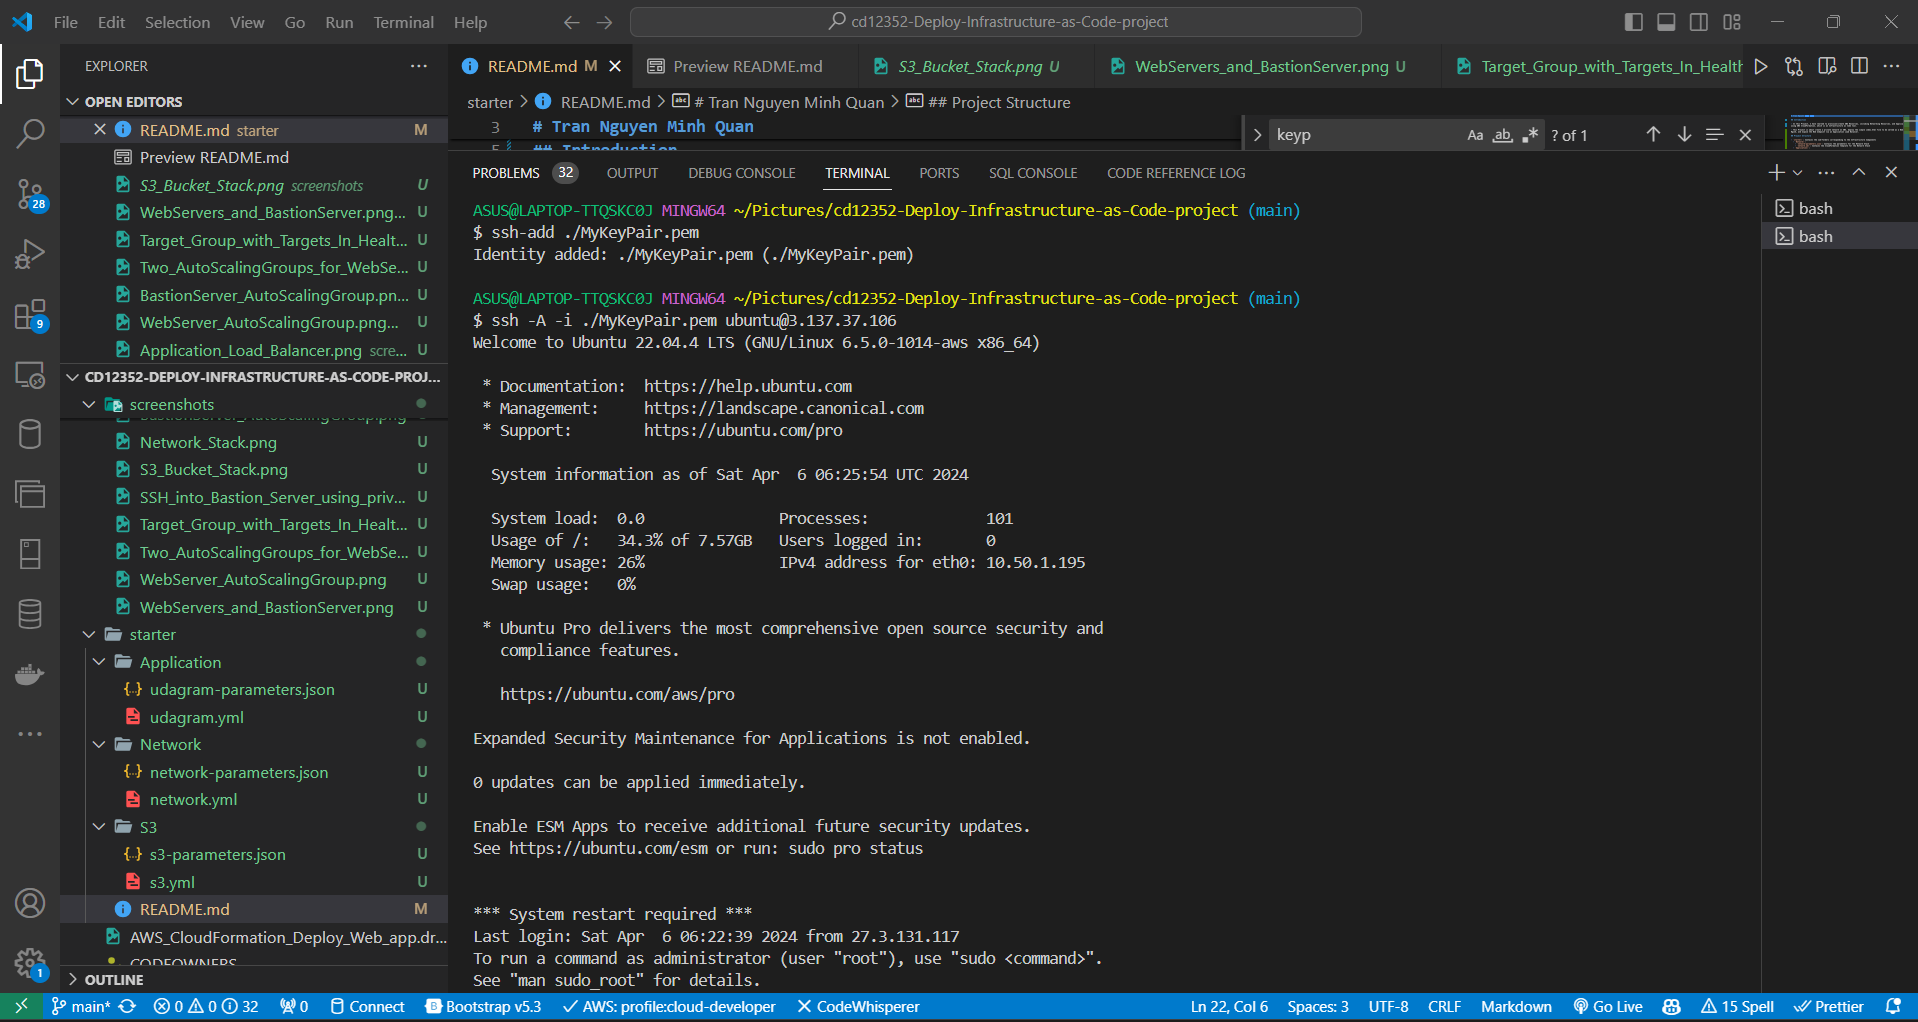 File Edit Selection View Go Run Terminal Help
cd12352-Deploy-Infrastructure-as-Code-project
EXPLORER
OPEN EDITORS
README.md starter M
Preview README.md
S3_Bucket_Stack.png screenshots U
WebServers_and_BastionServer.png... U
Target_Group_with_Targets_In_Healt... U
Two_AutoScalingGroups_for_WebSe... U
BastionServer_AutoScalingGroup.pn... U
WebServer_AutoScalingGroup.png... U
Application_Load_Balancer.png scre... U
CD12352-DEPLOY-INFRASTRUCTURE-AS-CODE-PROJ...
screenshots
BastionServer_AutoScalingGroup.png U
Network_Stack.png U
S3_Bucket_Stack.png U
SSH_into_Bastion_Server_using_priv... U
Target_Group_with_Targets_In_Healt... U
Two_AutoScalingGroups_for_WebSe... U
WebServer_AutoScalingGroup.png U
WebServers_and_BastionServer.png U
starter
Application
udagram-parameters.json U
udagram.yml U
Network
network-parameters.json U
network.yml U
S3
s3-parameters.json U
s3.yml U
README.md M
AWS_CloudFormation_Deploy_Web_app.dr...
CODEOWNERS
OUTLINE
28
9
1
README.md M
Preview README.md
S3_Bucket_Stack.png U
WebServers_and_BastionServer.png U
Target_Group_with_Targets_In_Health
starter > README.md > # Tran Nguyen Minh Quan > ## Project Structure
3 # Tran Nguyen Minh Quan
5 ## Introduction
keyp Aa ab ? of 1
PROBLEMS 32 OUTPUT DEBUG CONSOLE TERMINAL PORTS SQL CONSOLE CODE REFERENCE LOG
bash
bash
ASUS@LAPTOP-TTQSKC0J MINGW64 ~/Pictures/cd12352-Deploy-Infrastructure-as-Code-project (main)
$ ssh-add ./MyKeyPair.pem
Identity added: ./MyKeyPair.pem (./MyKeyPair.pem)
ASUS@LAPTOP-TTQSKC0J MINGW64 ~/Pictures/cd12352-Deploy-Infrastructure-as-Code-project (main)
$ ssh -A -i ./MyKeyPair.pem ubuntu@3.137.37.106
Welcome to Ubuntu 22.04.4 LTS (GNU/Linux 6.5.0-1014-aws x86_64)
* Documentation: https://help.ubuntu.com
* Management: https://landscape.canonical.com
* Support: https://ubuntu.com/pro
System information as of Sat Apr 6 06:25:54 UTC 2024
System load: 0.0 Processes: 101
Usage of /: 34.3% of 7.57GB Users logged in: 0
Memory usage: 26% IPv4 address for eth0: 10.50.1.195
Swap usage: 0%
* Ubuntu Pro delivers the most comprehensive open source security and
compliance features.
https://ubuntu.com/aws/pro
Expanded Security Maintenance for Applications is not enabled.
0 updates can be applied immediately.
Enable ESM Apps to receive additional future security updates.
See https://ubuntu.com/esm or run: sudo pro status
*** System restart required ***
Last login: Sat Apr 6 06:22:39 2024 from 27.3.131.117
To run a command as administrator (user "root"), use "sudo <command>".
See "man sudo_root" for details.
main* 0 0 32 0 Connect Bootstrap v5.3 AWS: profile:cloud-developer CodeWhisperer Ln 22, Col 6 Spaces: 3 UTF-8 CRLF Markdown Go Live 15 Spell Prettier